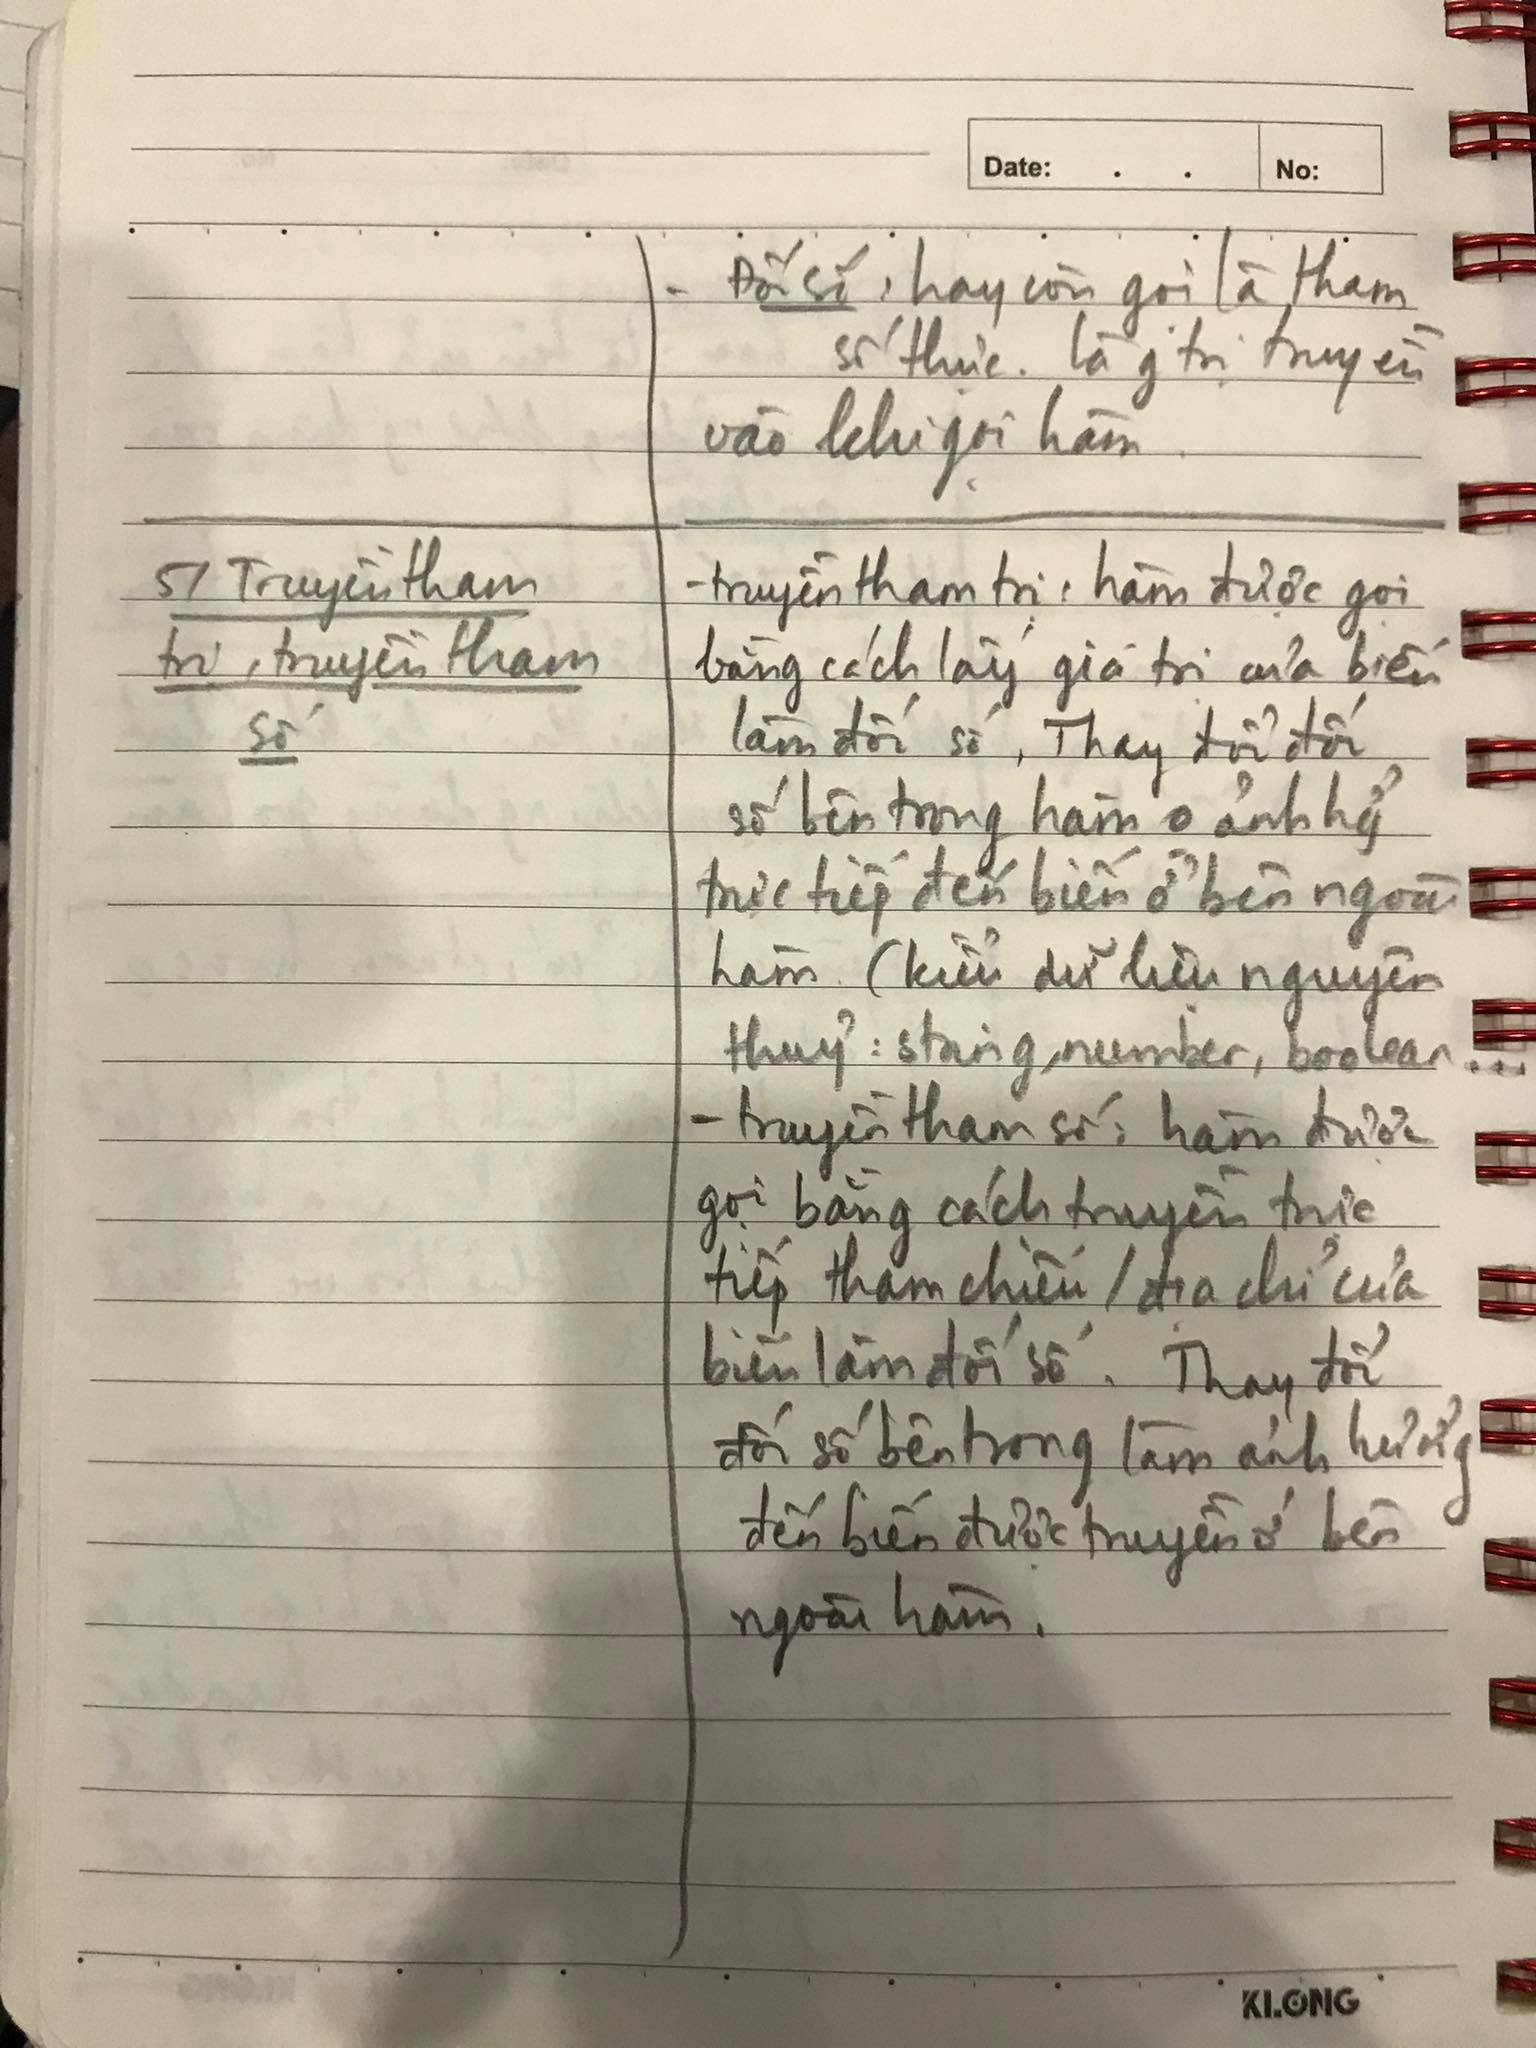 Date: . . No:
- Đối số: hay còn gọi là tham
số thực. là g trị truyền
vào khi gọi hàm.
5/ Truyền tham
trị, truyền tham
số
- truyền tham trị: hàm được gọi
bằng cách lấy giá trị của biến
làm đối số, Thay đổi đối
số bên trong hàm o ảnh hg̉
trực tiếp đến biến ở bên ngoài
hàm. (kiểu dữ liệu nguyên
thuỷ: string, number, boolean...
- truyền tham số: hàm được
gọi bằng cách truyền trực
tiếp tham chiếu / địa chỉ của
biến làm đối số. Thay đổi
đối số bên trong làm ảnh hưởng
đến biến được truyền ở bên
ngoài hàm.
KLONG